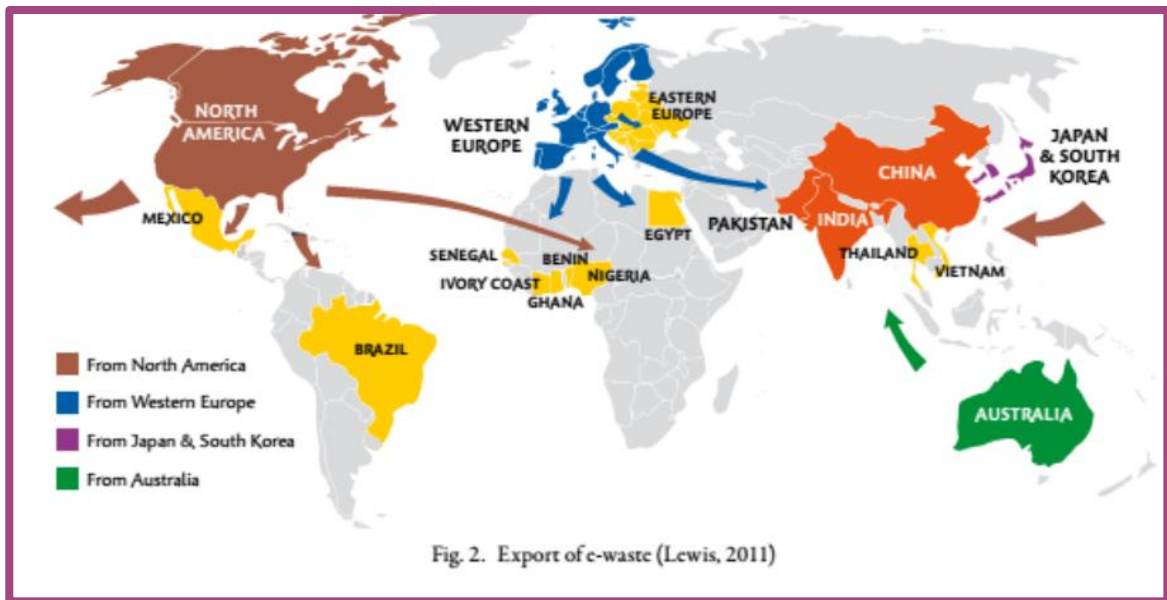 NORTH
AMERICA
WESTERN
EUROPE
EASTERN
EUROPE
JAPAN
& SOUTH
KOREA
CHINA
MEXICO
PAKISTAN
INDIA
EGYPT
THAILAND
VIETNAM
SENEGAL
BENIN
NIGERIA
IVORY COAST
GHANA
BRAZIL
AUSTRALIA
From North America
From Western Europe
From Japan & South Korea
From Australia
Fig. 2. Export of e-waste (Lewis, 2011)